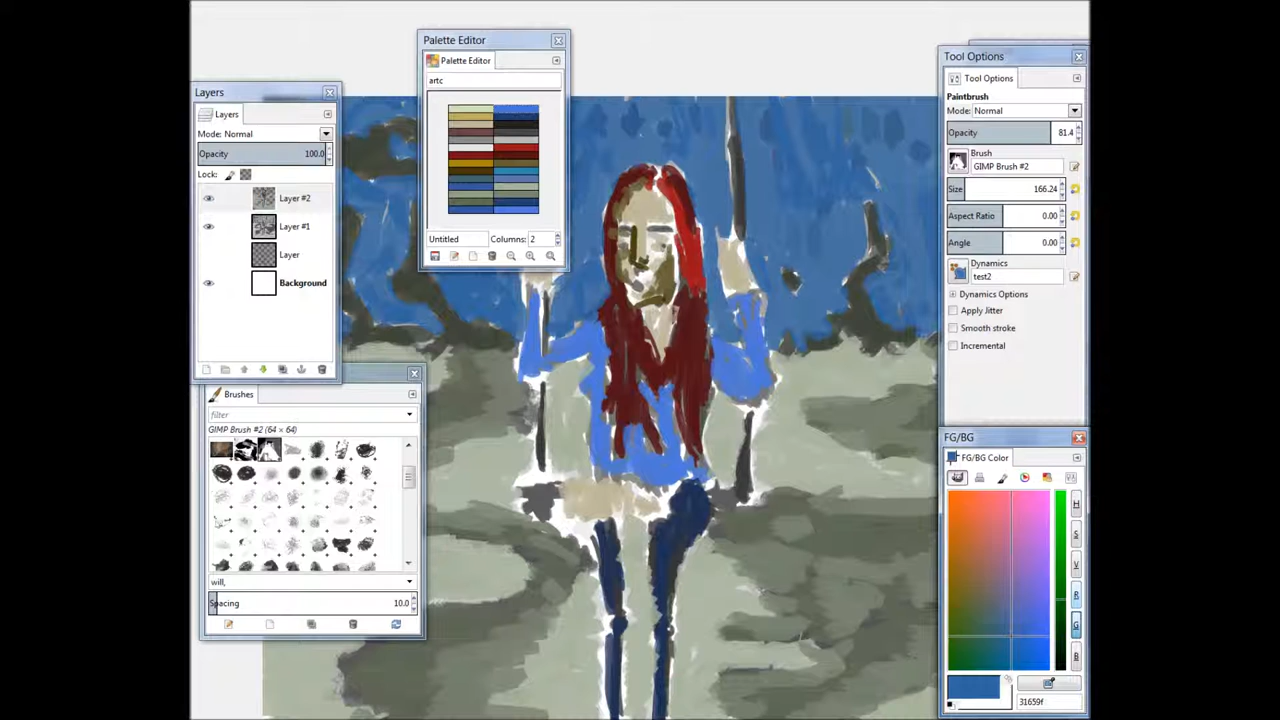 Palette Editor
Palette Editor
artc
Untitled
Columns: 2
Layers
Layers
Mode: Normal
Opacity 100.0
Lock:
Layer #2
Layer #1
Layer
Background
Brushes
filter
GIMP Brush #2 (64 × 64)
will,
Spacing 10.0
Tool Options
Tool Options
Paintbrush
Mode: Normal
Opacity 81.4
Brush
GIMP Brush #2
Size 166.24
Aspect Ratio 0.00
Angle 0.00
Dynamics
test2
Dynamics Options
Apply Jitter
Smooth stroke
Incremental
FG/BG
FG/BG Color
H
S
V
R
G
B
31659f